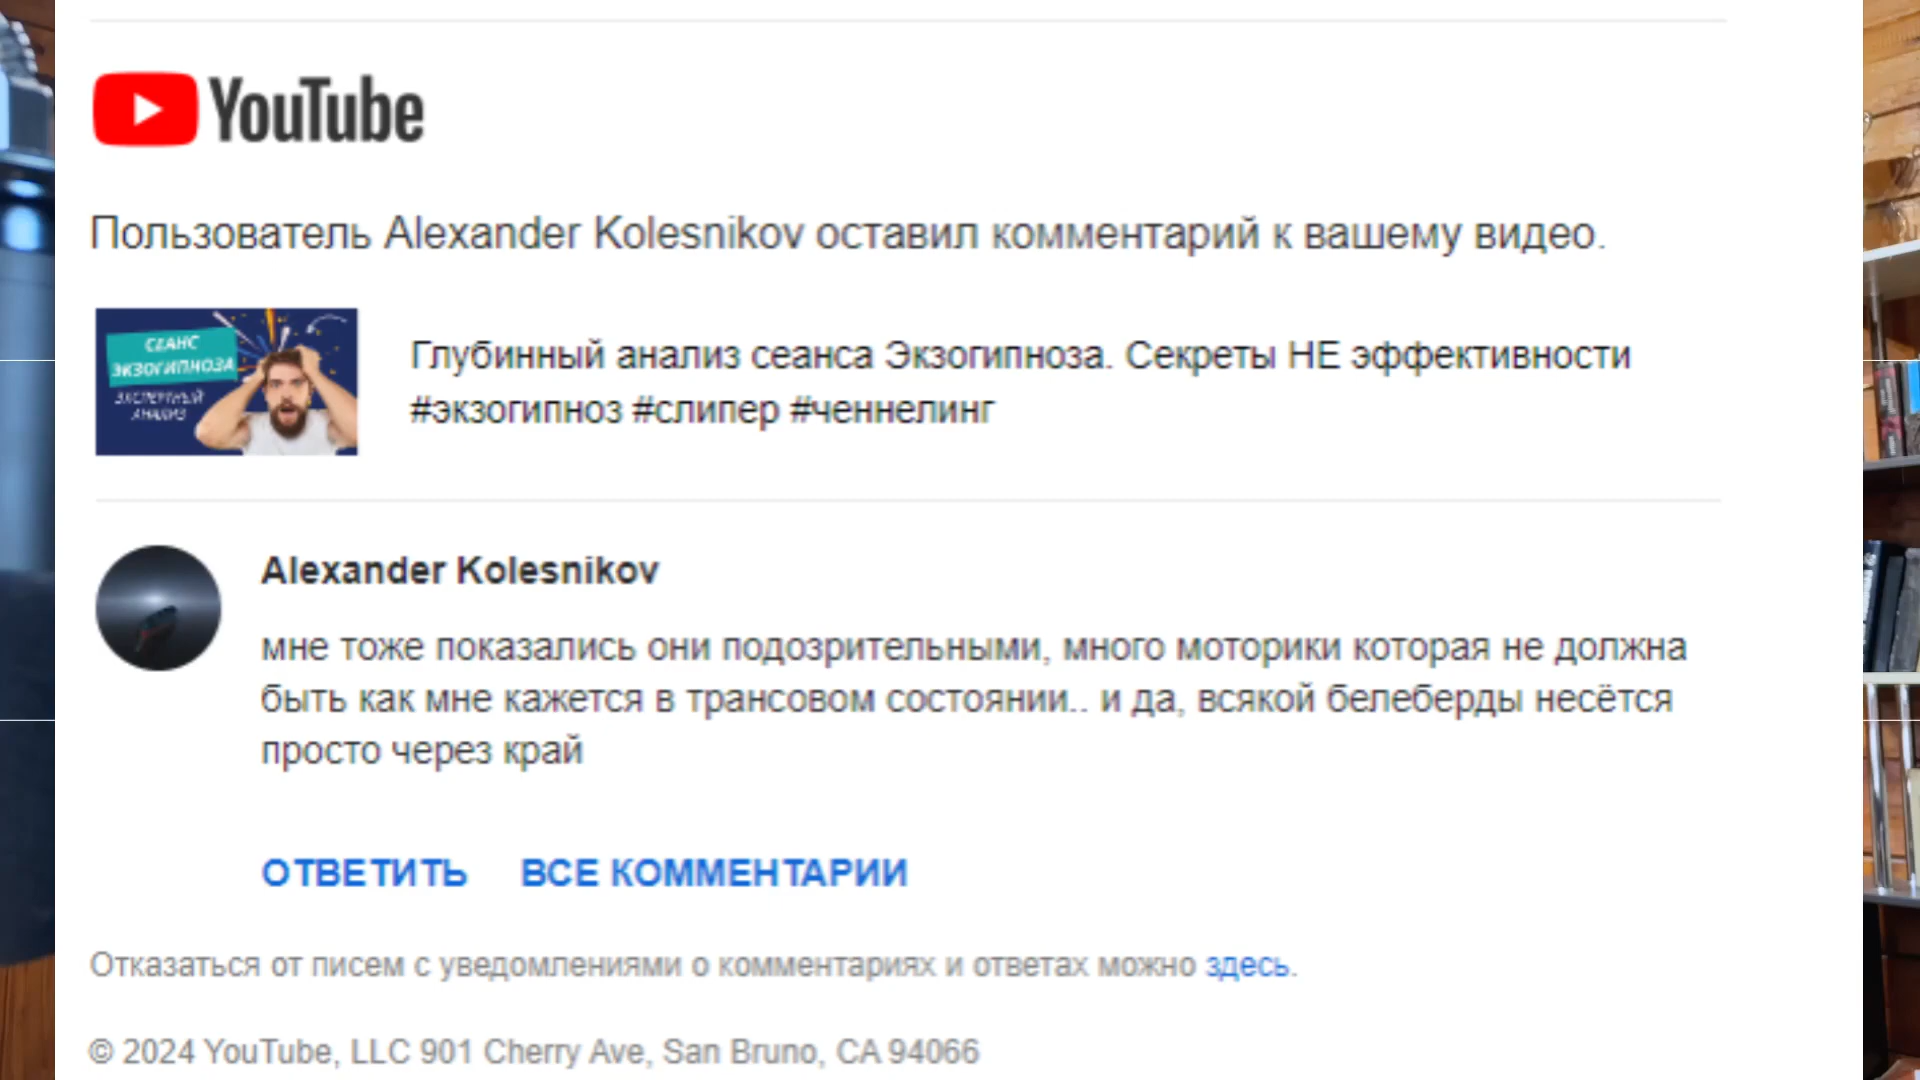 YouTube
Пользователь Alexander Kolesnikov оставил комментарий к вашему видео.
СЕАНС
ЭКЗОГИПНОЗА
ЭКСПЕРТНЫЙ
АНАЛИЗ
Глубинный анализ сеанса Экзогипноза. Секреты НЕ эффективности
#экзогипноз #слипер #ченнелинг
Alexander Kolesnikov
мне тоже показались они подозрительными, много моторики которая не должна
быть как мне кажется в трансовом состоянии.. и да, всякой белеберды несётся
просто через край
ОТВЕТИТЬ ВСЕ КОММЕНТАРИИ
Отказаться от писем с уведомлениями о комментариях и ответах можно здесь.
© 2024 YouTube, LLC 901 Cherry Ave, San Bruno, CA 94066